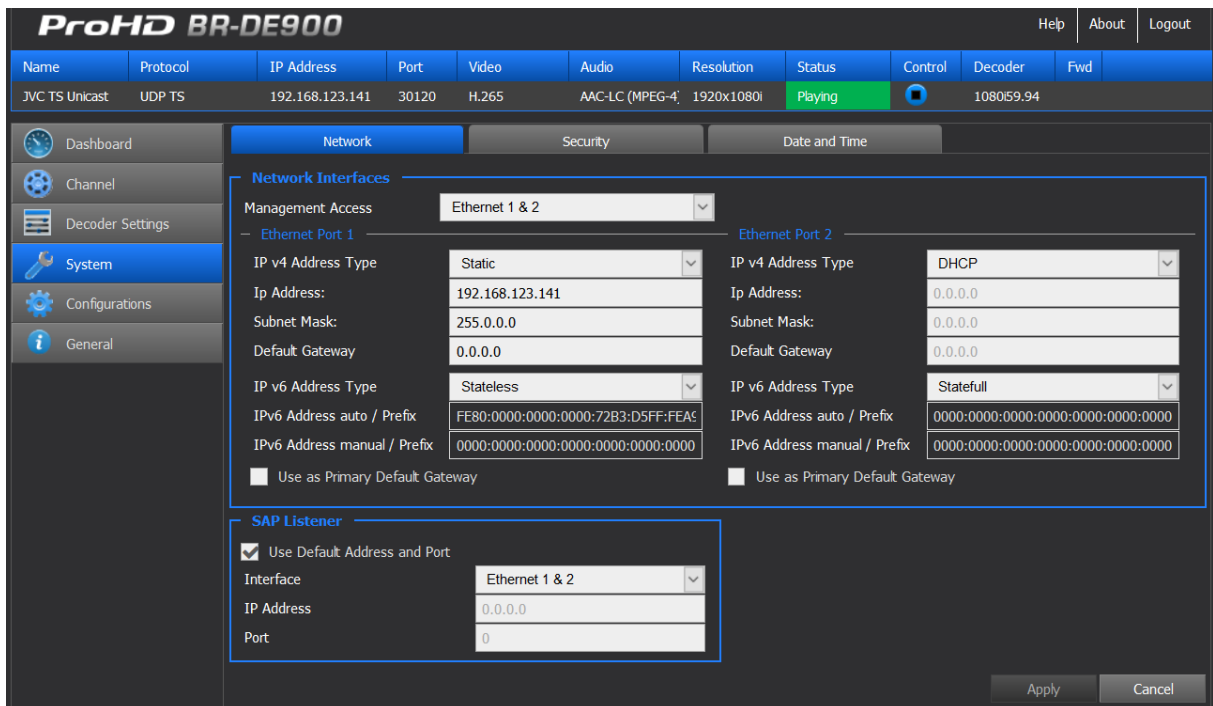 ProHD BR-DE900
Help About Logout
Name Protocol IP Address Port Video Audio Resolution Status Control Decoder Fwd
JVC TS Unicast UDP TS 192.168.123.141 30120 H.265 AAC-LC (MPEG-4) 1920x1080i Playing 1080i59.94
Dashboard
Channel
Decoder Settings
System
Configurations
General
Network Security Date and Time
Network Interfaces
Management Access Ethernet 1 & 2
Ethernet Port 1
IP v4 Address Type Static
Ip Address: 192.168.123.141
Subnet Mask: 255.0.0.0
Default Gateway 0.0.0.0
IP v6 Address Type Stateless
IPv6 Address auto / Prefix FE80:0000:0000:0000:72B3:D5FF:FEA9
IPv6 Address manual / Prefix 0000:0000:0000:0000:0000:0000:0000
Use as Primary Default Gateway
Ethernet Port 2
IP v4 Address Type DHCP
Ip Address: 0.0.0.0
Subnet Mask: 0.0.0.0
Default Gateway 0.0.0.0
IP v6 Address Type Statefull
IPv6 Address auto / Prefix 0000:0000:0000:0000:0000:0000:0000
IPv6 Address manual / Prefix 0000:0000:0000:0000:0000:0000:0000
Use as Primary Default Gateway
SAP Listener
Use Default Address and Port
Interface Ethernet 1 & 2
IP Address 0.0.0.0
Port 0
Apply Cancel